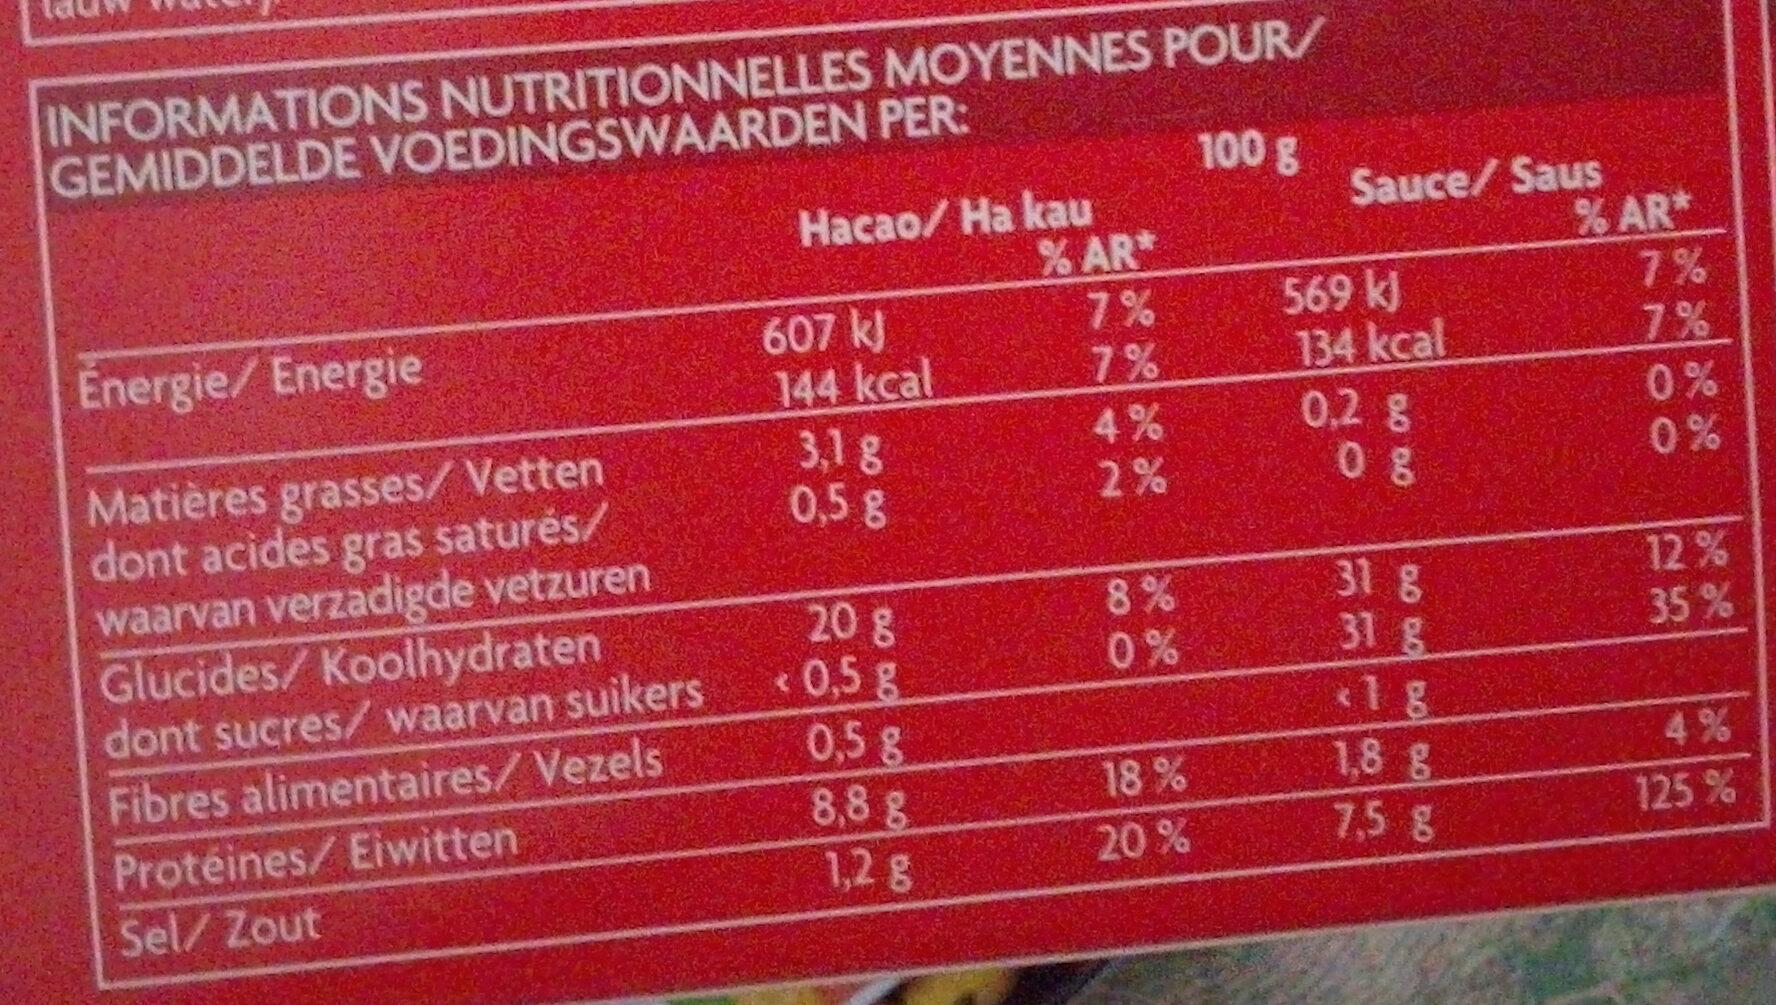 INFORMATIONS NUTRITIONNELLES MOYENNES POUR/
GEMIDDELDE VOEDINGSWAARDEN PER:
100 g
Hacao/ Ha kau Sauce/ Saus
% AR* % AR*
Énergie/ Energie 607 kJ 7 % 569 kJ 7 %
144 kcal 7 % 134 kcal 7 %
Matières grasses/ Vetten 3,1 g 4 % 0,2 g 0 %
dont acides gras saturés/ 0,5 g 2 % 0 g 0 %
waarvan verzadigde vetzuren
Glucides/ Koolhydraten 20 g 8 % 31 g 12 %
dont sucres/ waarvan suikers < 0,5 g 0 % 31 g 35 %
Fibres alimentaires/ Vezels 0,5 g < 1 g
Protéines/ Eiwitten 8,8 g 18 % 1,8 g 4 %
Sel/ Zout 1,2 g 20 % 7,5 g 125 %